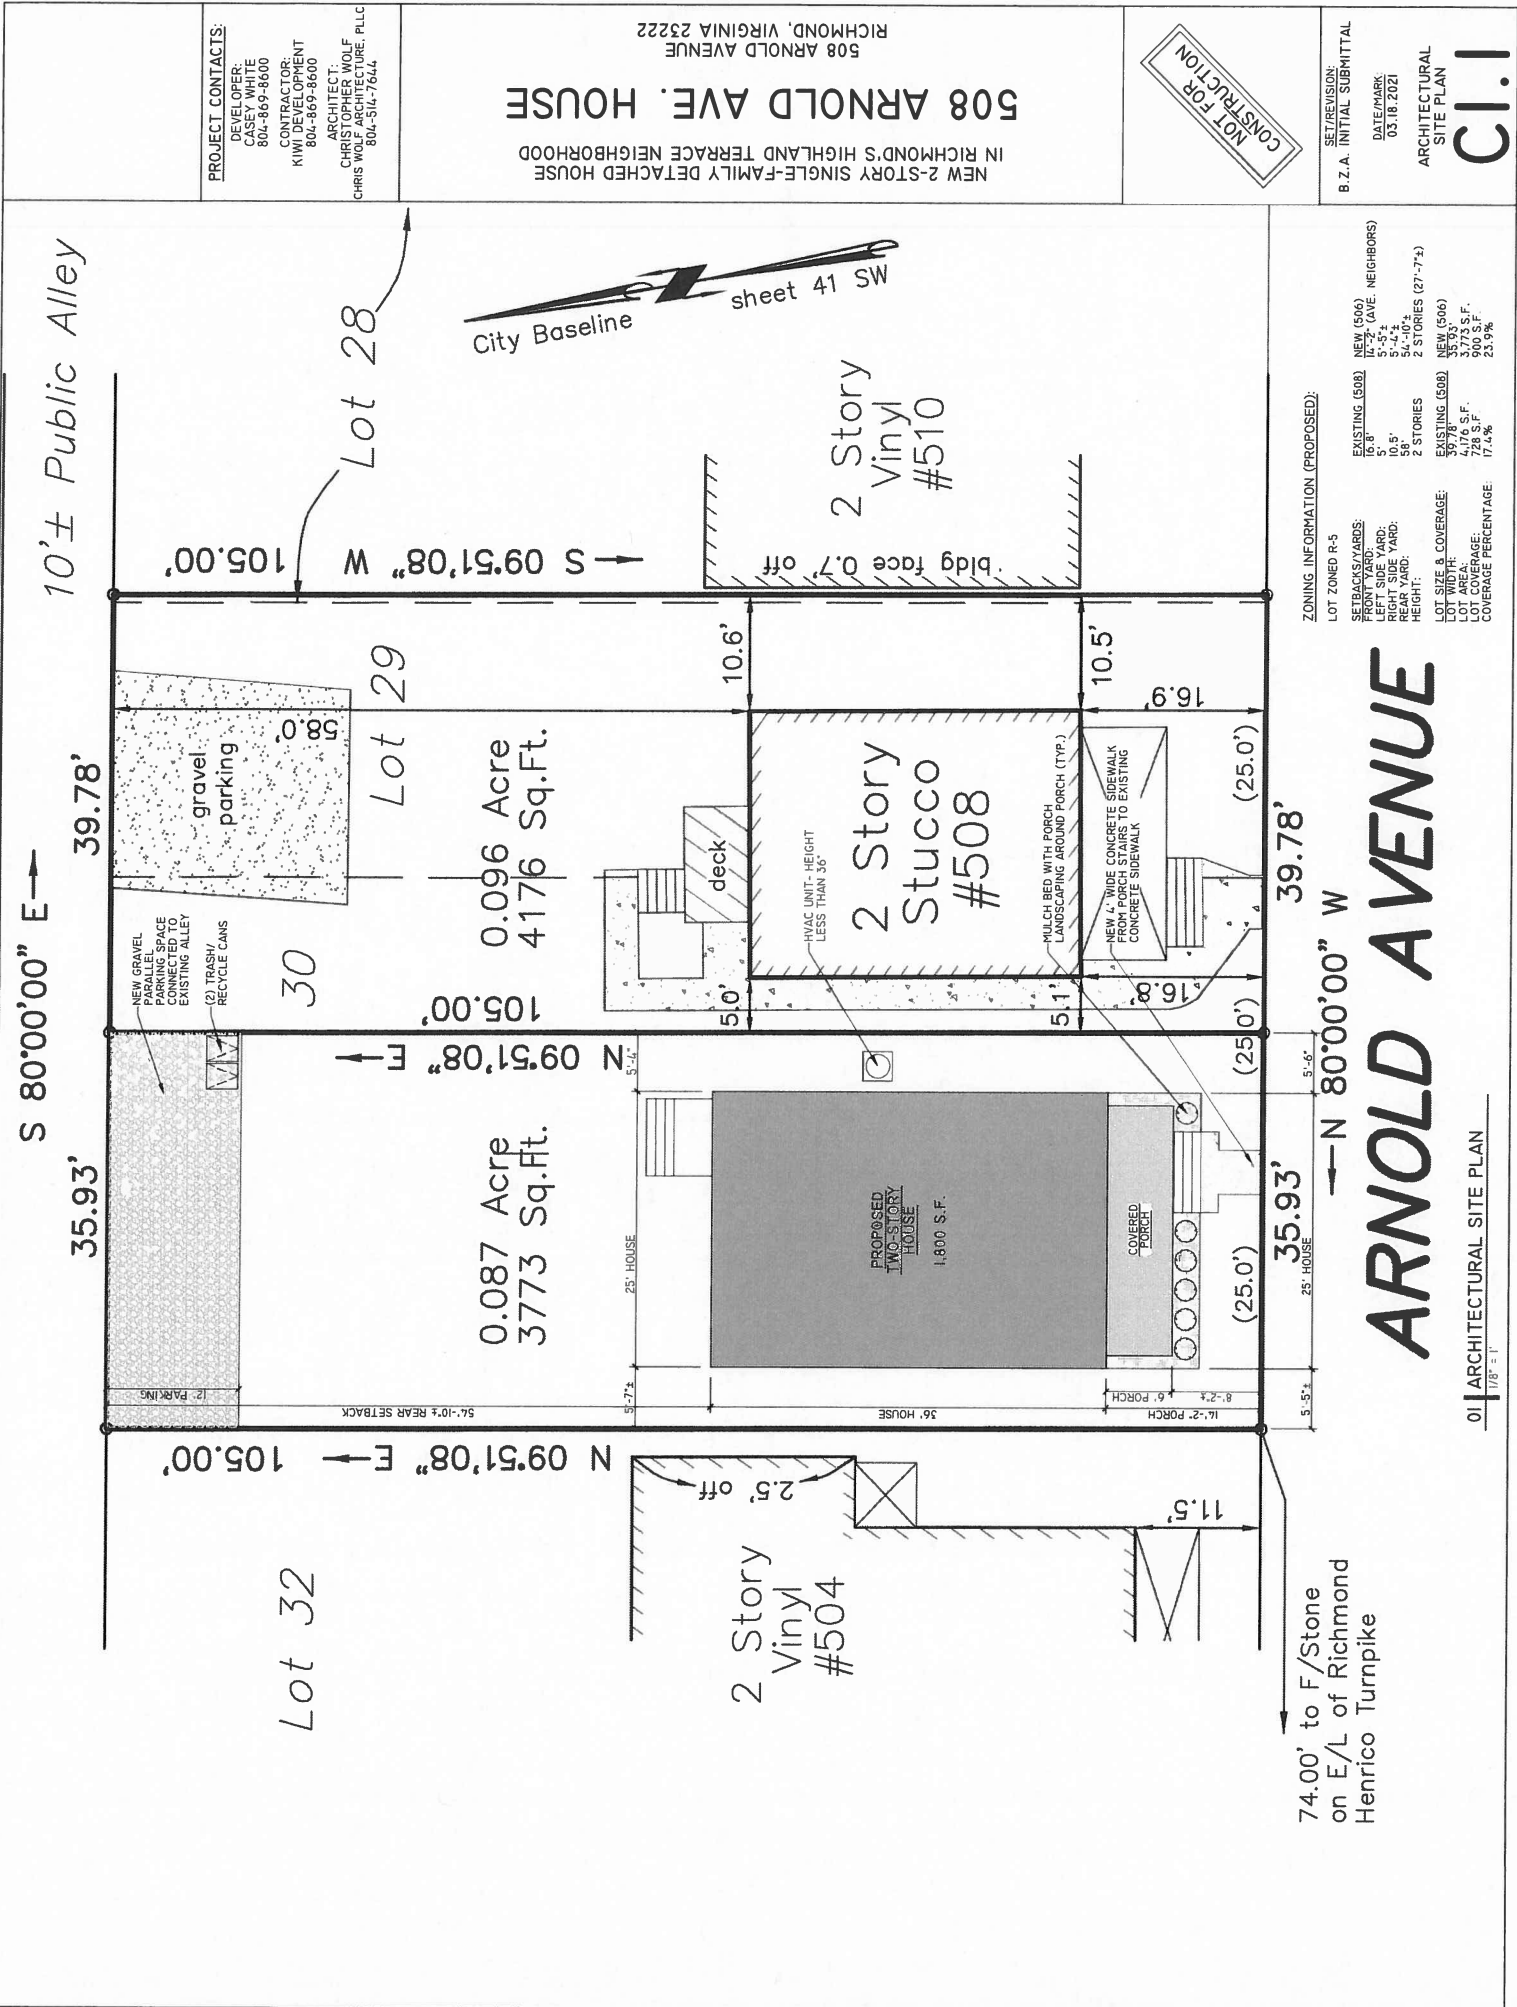 PROJECT CONTACTS:
DEVELOPER:
CASEY WHITE
804-869-8600
CONTRACTOR:
KIWI DEVELOPMENT
804-869-8600
ARCHITECT:
CHRISTOPHER WOLF
CHRIS WOLF ARCHITECTURE, PLLC
804-514-7644
NEW 2-STORY SINGLE-FAMILY DETACHED HOUSE
IN RICHMOND'S HIGHLAND TERRACE NEIGHBORHOOD
508 ARNOLD AVE. HOUSE
508 ARNOLD AVENUE
RICHMOND, VIRGINIA 23222
NOT FOR
CONSTRUCTION
SET/REVISION:
B.Z.A. INITIAL SUBMITTAL
DATE/MARK:
03.18.2021
ARCHITECTURAL
SITE PLAN
C1.1
10'± Public Alley
S 80°00'00" E
35.93'
39.78'
Lot 28
City Baseline
sheet 41 SW
S 09°51'08" W 105.00'
2 Story
Vinyl
#510
bldg face 0.7' off
gravel
parking
58.0'
Lot 29
30
0.096 Acre
4176 Sq.Ft.
10.6'
10.5'
deck
2 Story
Stucco
#508
5.0'
5.1'
16.9'
16.8'
(25.0')
(25.0')
(25.0')
105.00'
N 09°51'08" E
NEW GRAVEL
PARALLEL
PARKING SPACE
CONNECTED TO
EXISTING ALLEY
(2) TRASH/
RECYCLE CANS
HVAC UNIT- HEIGHT
LESS THAN 36"
MULCH BED WITH PORCH
LANDSCAPING AROUND PORCH (TYP.)
NEW 4' WIDE CONCRETE SIDEWALK
FROM PORCH STAIRS TO EXISTING
CONCRETE SIDEWALK
0.087 Acre
3773 Sq.Ft.
5'-4"
25' HOUSE
5'-7"±
PROPOSED
TWO-STORY
HOUSE
1,800 S.F.
COVERED
PORCH
12' PARKING
54'-10"± REAR SETBACK
36' HOUSE
6' PORCH
8'-2"±
14'-2" PORCH
5'-5"±
25' HOUSE
5'-6"
N 09°51'08" E 105.00'
Lot 32
2.5' off
2 Story
Vinyl
#504
11.5'
35.93'
39.78'
N 80°00'00" W
ARNOLD AVENUE
74.00' to F/Stone
on E/L of Richmond
Henrico Turnpike
01 ARCHITECTURAL SITE PLAN
1/8" = 1'
ZONING INFORMATION (PROPOSED):
LOT ZONED R-5
SETBACKS/YARDS: EXISTING (508) NEW (506)
FRONT YARD: 16.8' 14'-2" (AVE. NEIGHBORS)
LEFT SIDE YARD: 5' 5'-5"±
RIGHT SIDE YARD: 10.5' 5'-4"±
REAR YARD: 58' 54'-10"±
HEIGHT: 2 STORIES 2 STORIES (27'-7"±)
LOT SIZE & COVERAGE: EXISTING (508) NEW (506)
LOT WIDTH: 39.78' 35.93'
LOT AREA: 4,176 S.F. 3,773 S.F.
LOT COVERAGE: 728 S.F. 900 S.F.
COVERAGE PERCENTAGE: 17.4% 23.9%